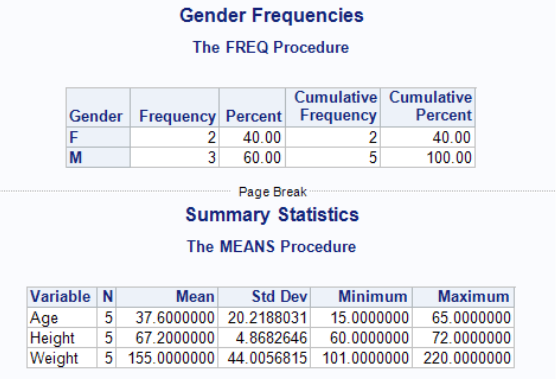 Gender Frequencies
The FREQ Procedure
Gender Frequency Percent Cumulative Frequency Cumulative Percent
F 2 40.00 2 40.00
M 3 60.00 5 100.00
Page Break
Summary Statistics
The MEANS Procedure
Variable N Mean Std Dev Minimum Maximum
Age 5 37.6000000 20.2188031 15.0000000 65.0000000
Height 5 67.2000000 4.8682646 60.0000000 72.0000000
Weight 5 155.0000000 44.0056815 101.0000000 220.0000000